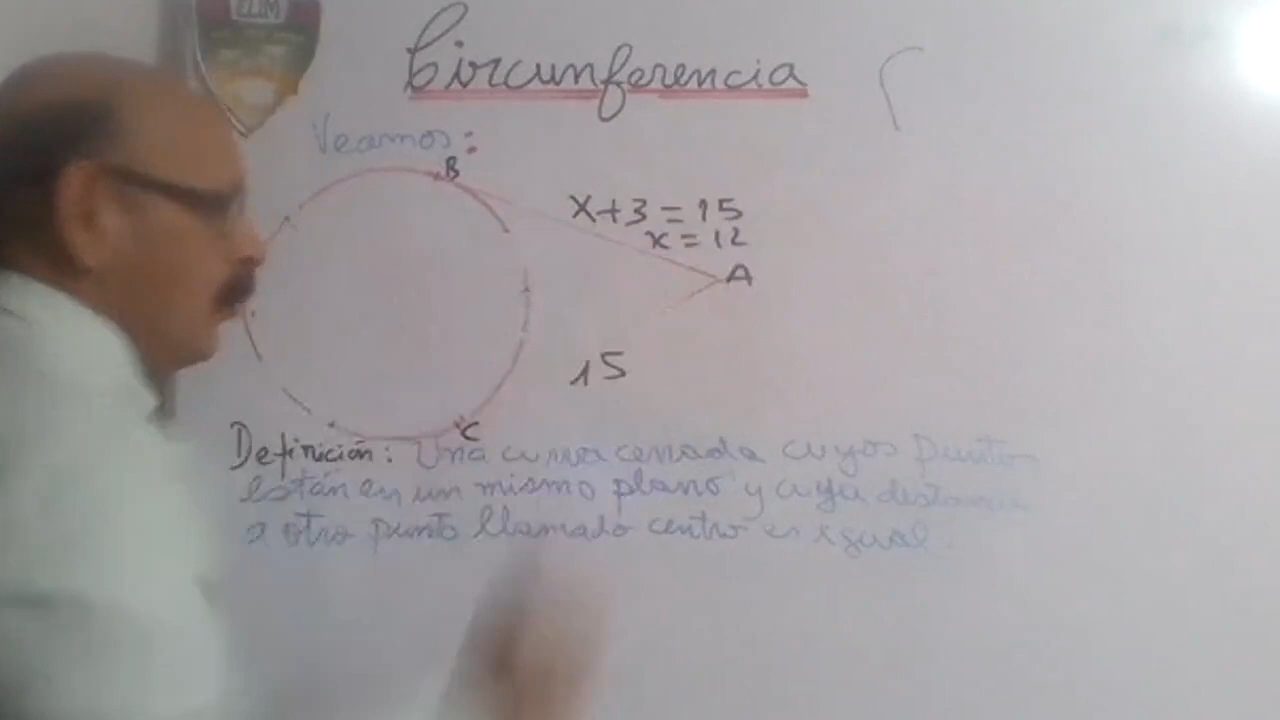 ELIM
Circunferencia
Veamos:
B
X+3=15
x=12
A
15
C
Definición: Una curva cerrada cuyos Puntos
están en un mismo plano y cuya distancia
a otro punto llamado centro es igual.